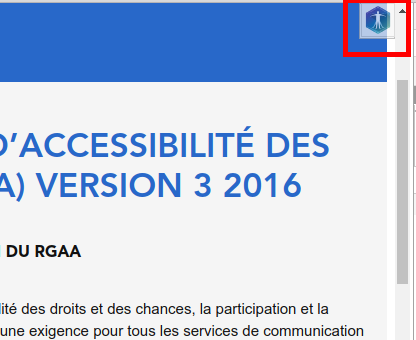 D’ACCESSIBILITÉ DES
A) VERSION 3 2016
DU RGAA
lité des droits et des chances, la participation et la
une exigence pour tous les services de communication